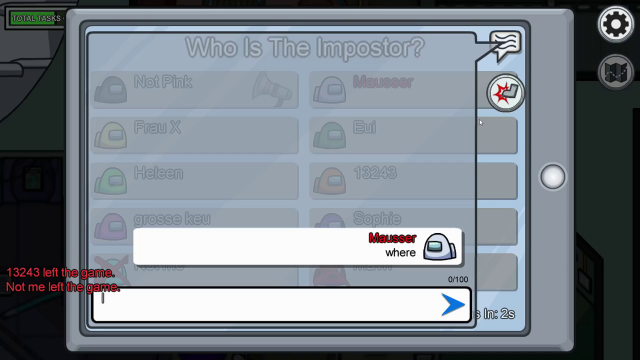 TOTAL TASKS
Who Is The Impostor?
Not Pink
Mausser
Frau X
Eui
Heleen
13243
grosse keu
Sophie
Mausser
where
13243 left the game.
Not me left the game.
0/100
s In: 2s